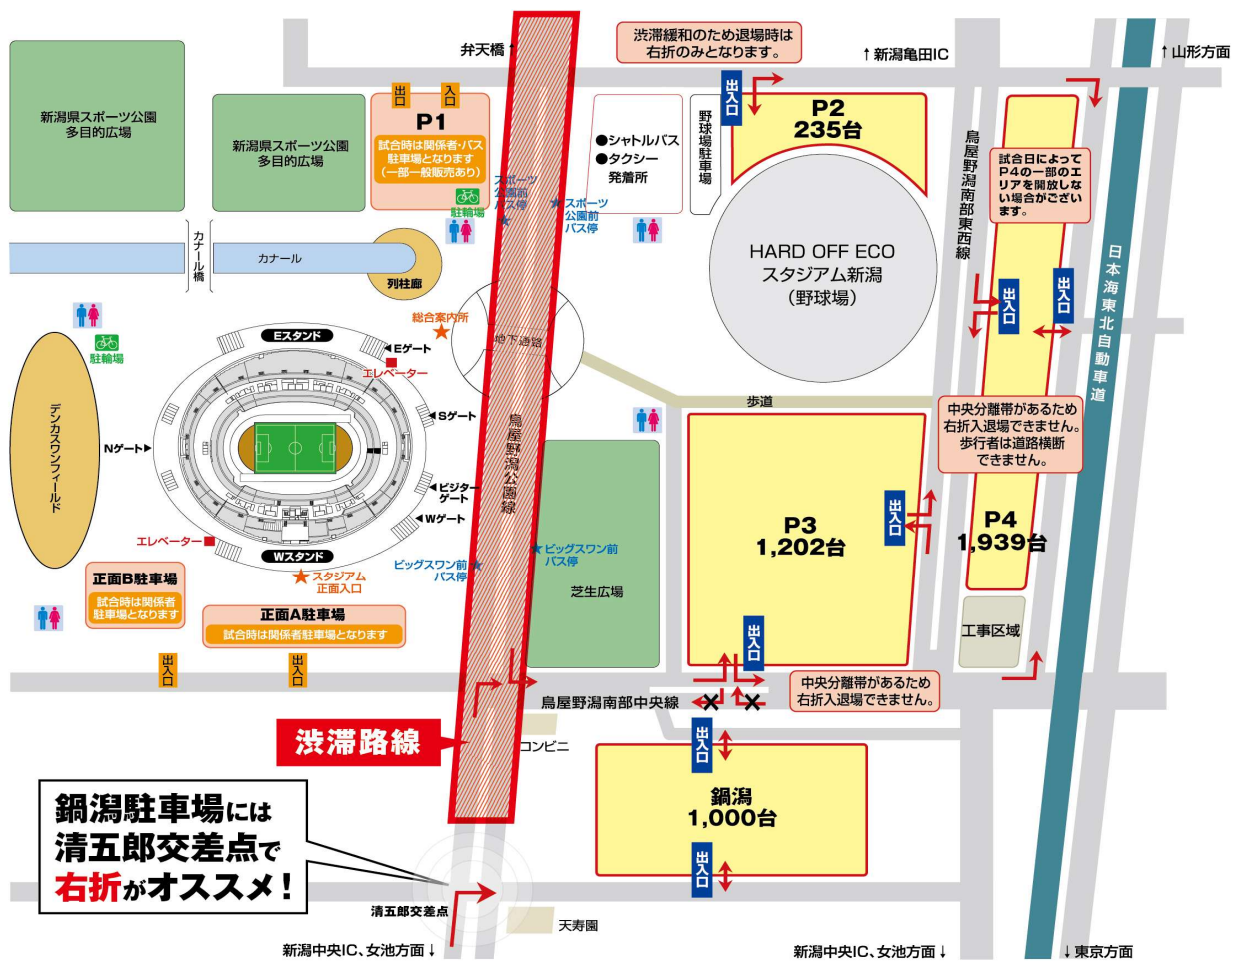 弁天橋↑
渋滞緩和のため退場時は
右折のみとなります。
↑新潟亀田IC
↑山形方面
新潟県スポーツ公園
多目的広場
新潟県スポーツ公園
多目的広場
出口
入口
P1
試合時は関係者・バス
駐車場となります
(一部一般販売あり)
駐輪場
スポーツ
公園前
バス停
スポーツ
公園前
バス停
●シャトルバス
●タクシー
発着所
野球場駐車場
出入口
P2
235台
鳥屋野潟南部東西線
試合日によって
P4の一部のエ
リアを開放しな
い場合がござい
ます。
日本海東北自動車道
カナール橋
カナール
列柱廊
HARD OFF ECO
スタジアム新潟
(野球場)
出入口
出入口
総合案内所
地下通路
駐輪場
Eスタンド
◀Eゲート
エレベーター
◀Sゲート
Nゲート▶
◀ビジター
ゲート
◀Wゲート
エレベーター
Wスタンド
スタジアム
正面入口
デンカスワンフィールド
鳥屋野潟公園線
歩道
中央分離帯があるため
右折入退場できません。
歩行者は道路横断
できません。
P3
1,202台
出入口
P4
1,939台
ビッグスワン前
バス停
ビッグスワン前
バス停
芝生広場
工事区域
正面B駐車場
試合時は関係者
駐車場となります
正面A駐車場
試合時は関係者駐車場となります
出入口
出入口
出入口
鳥屋野潟南部中央線
中央分離帯があるため
右折入退場できません。
渋滞路線
コンビニ
出入口
鍋潟
1,000台
出入口
鍋潟駐車場には
清五郎交差点で
右折がオススメ!
清五郎交差点
天寿園
新潟中央IC、女池方面↓
新潟中央IC、女池方面↓
↓東京方面